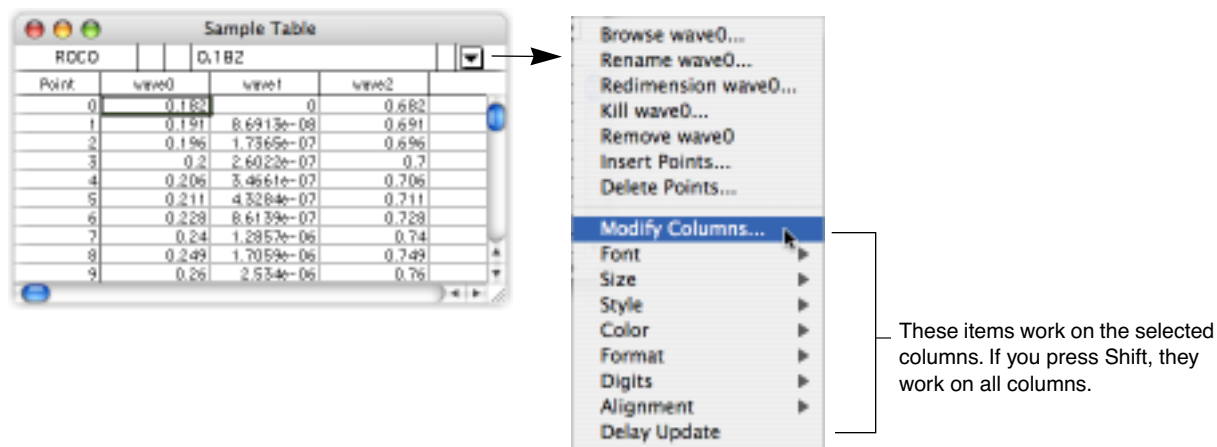 Sample Table
R0C0 0.182
Point wave0 wave1 wave2
0 0.182 0 0.682
1 0.191 8.6913e-08 0.691
2 0.196 1.7365e-07 0.696
3 0.2 2.6022e-07 0.7
4 0.206 3.4661e-07 0.706
5 0.211 4.3284e-07 0.711
6 0.228 8.6139e-07 0.728
7 0.24 1.2857e-06 0.74
8 0.249 1.7059e-06 0.749
9 0.26 2.534e-06 0.76
Browse wave0...
Rename wave0...
Redimension wave0...
Kill wave0...
Remove wave0
Insert Points...
Delete Points...
Modify Columns...
Font
Size
Style
Color
Format
Digits
Alignment
Delay Update
These items work on the selected
columns. If you press Shift, they
work on all columns.